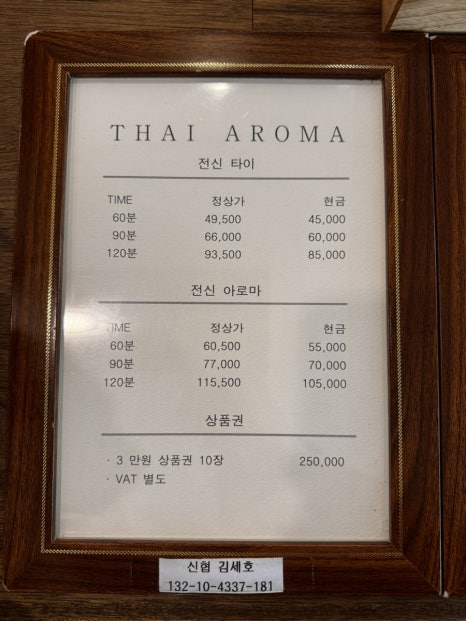 THAI AROMA
전신 타이
TIME 정상가 현금
60분 49,500 45,000
90분 66,000 60,000
120분 93,500 85,000
전신 아로마
TIME 정상가 현금
60분 60,500 55,000
90분 77,000 70,000
120분 115,500 105,000
상품권
· 3 만원 상품권 10장 250,000
· VAT 별도
신협 김세호
132-10-4337-181